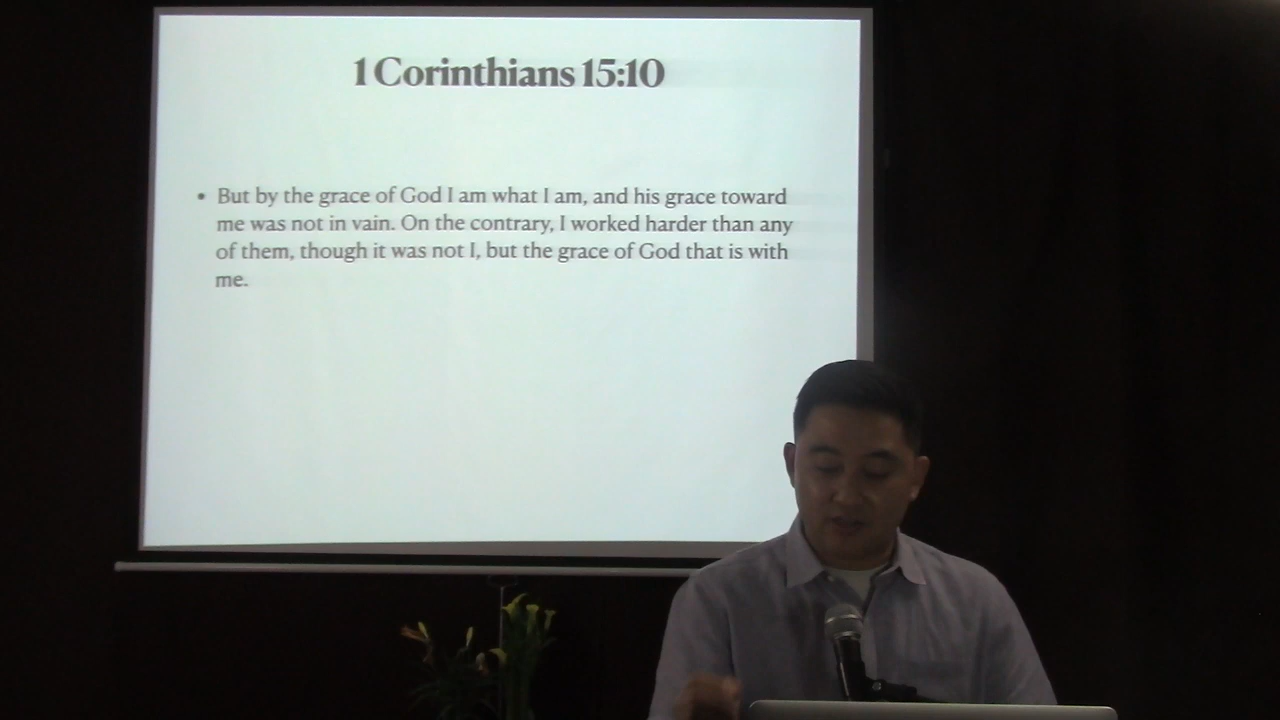 1 Corinthians 15:10
• But by the grace of God I am what I am, and his grace toward
me was not in vain. On the contrary, I worked harder than any
of them, though it was not I, but the grace of God that is with
me.